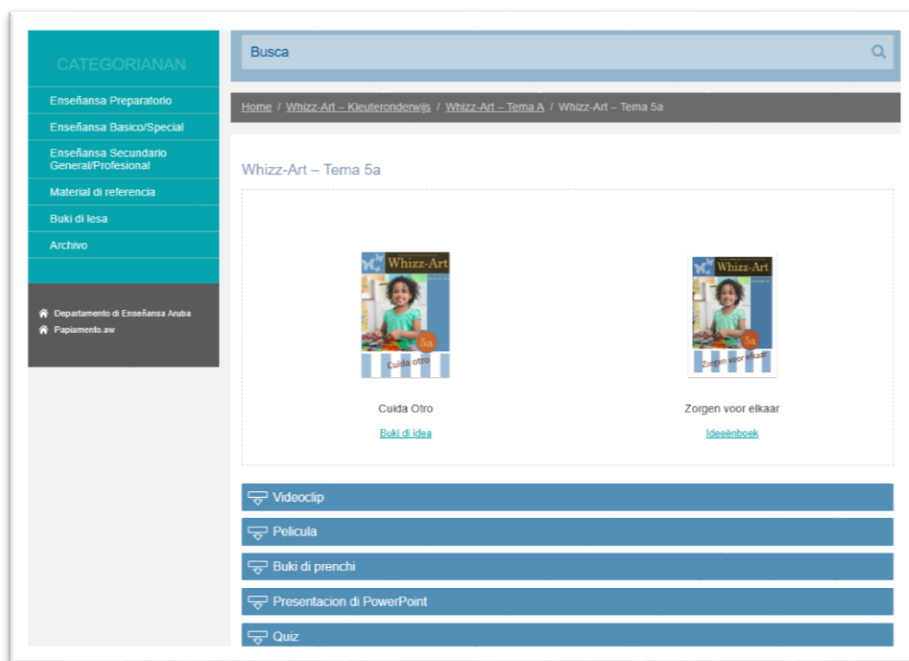 CATEGORIANAN
Enseñansa Preparatorio
Enseñansa Basico/Special
Enseñansa Secundario
General/Profesional
Material di referencia
Buki di lesa
Archivo
Departamento di Enseñansa Aruba
Papiamento.aw
Busca
Home / Whizz-Art – Kleuteronderwijs / Whizz-Art – Tema A / Whizz-Art – Tema 5a
Whizz-Art – Tema 5a
Whizz-Art
5a
Cuida otro
Cuida Otro
Buki di idea
Whizz-Art
5a
Zorgen voor elkaar
Zorgen voor elkaar
Ideeënboek
Videoclip
Pelicula
Buki di prenchi
Presentacion di PowerPoint
Quiz